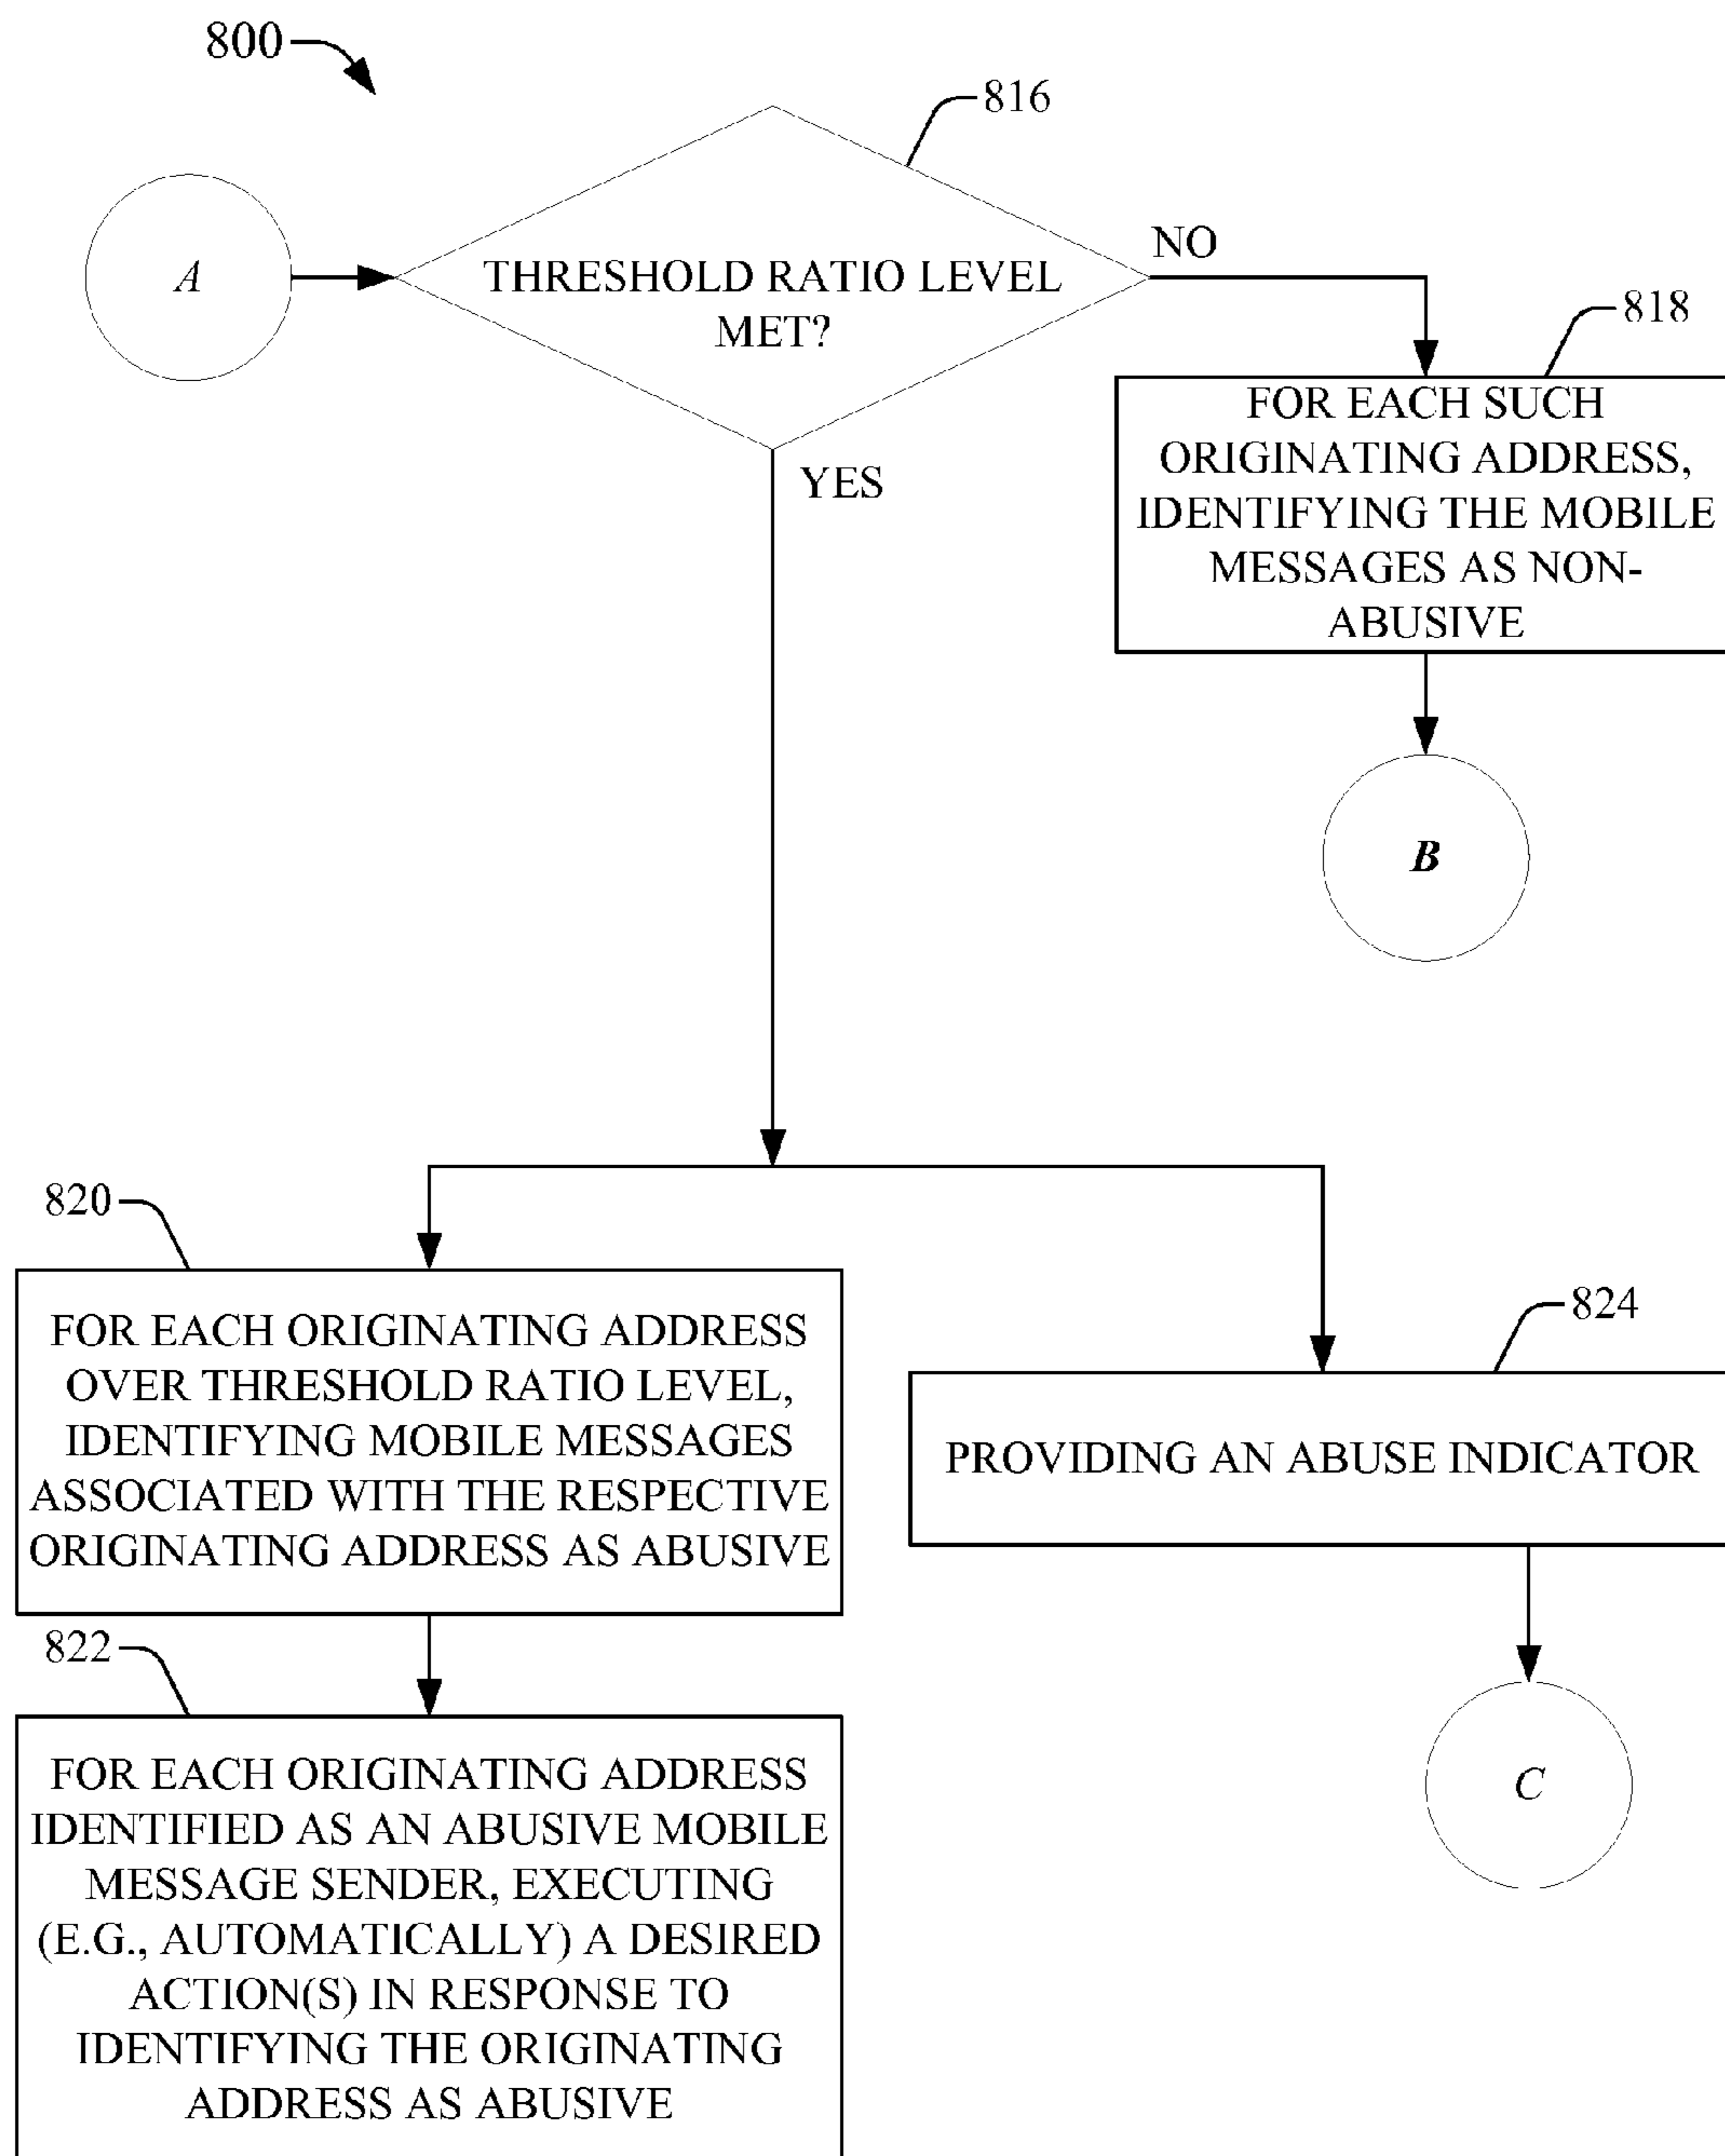 800
816
A
THRESHOLD RATIO LEVEL
MET?
NO
YES
818
FOR EACH SUCH
ORIGINATING ADDRESS,
IDENTIFYING THE MOBILE
MESSAGES AS NON-
ABUSIVE
B
820
FOR EACH ORIGINATING ADDRESS
OVER THRESHOLD RATIO LEVEL,
IDENTIFYING MOBILE MESSAGES
ASSOCIATED WITH THE RESPECTIVE
ORIGINATING ADDRESS AS ABUSIVE
824
PROVIDING AN ABUSE INDICATOR
822
FOR EACH ORIGINATING ADDRESS
IDENTIFIED AS AN ABUSIVE MOBILE
MESSAGE SENDER, EXECUTING
(E.G., AUTOMATICALLY) A DESIRED
ACTION(S) IN RESPONSE TO
IDENTIFYING THE ORIGINATING
ADDRESS AS ABUSIVE
C